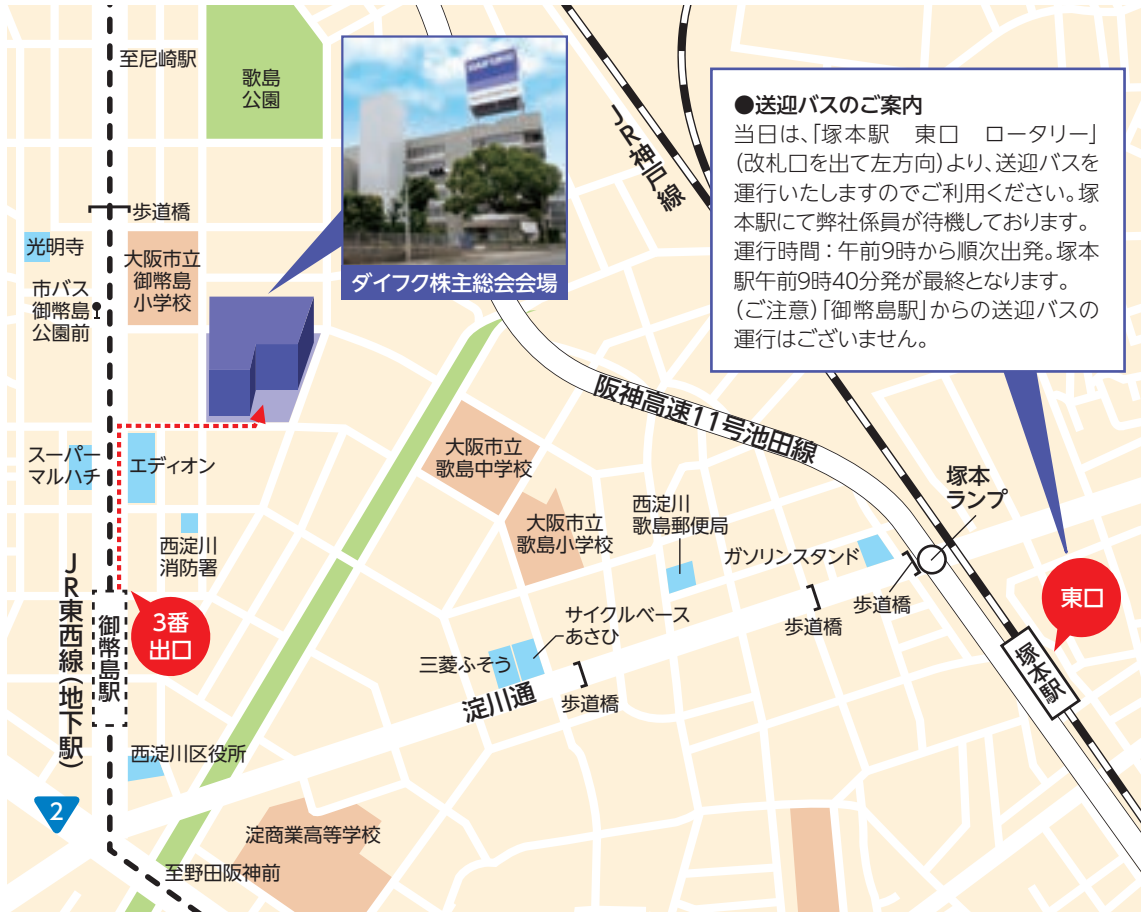 至尼崎駅
歌島
公園
JR神戸線
●送迎バスのご案内
当日は、「塚本駅　東口　ロータリー」
(改札口を出て左方向)より、送迎バスを
運行いたしますのでご利用ください。塚
本駅にて弊社係員が待機しております。
運行時間：午前9時から順次出発。塚本
駅午前9時40分発が最終となります。
(ご注意)「御幣島駅」からの送迎バスの
運行はございません。
歩道橋
光明寺
大阪市立
御幣島
小学校
市バス
御幣島
公園前
DAIFUKU
ダイフク株主総会会場
阪神高速11号池田線
スーパー
マルハチ
エディオン
大阪市立
歌島中学校
塚本
ランプ
西淀川
消防署
大阪市立
歌島小学校
西淀川
歌島郵便局
ガソリンスタンド
歩道橋
東口
JR東西線(地下駅)
御幣島駅
3番
出口
サイクルベース
あさひ
歩道橋
三菱ふそう
歩道橋
淀川通
塚本駅
西淀川区役所
2
淀商業高等学校
至野田阪神前